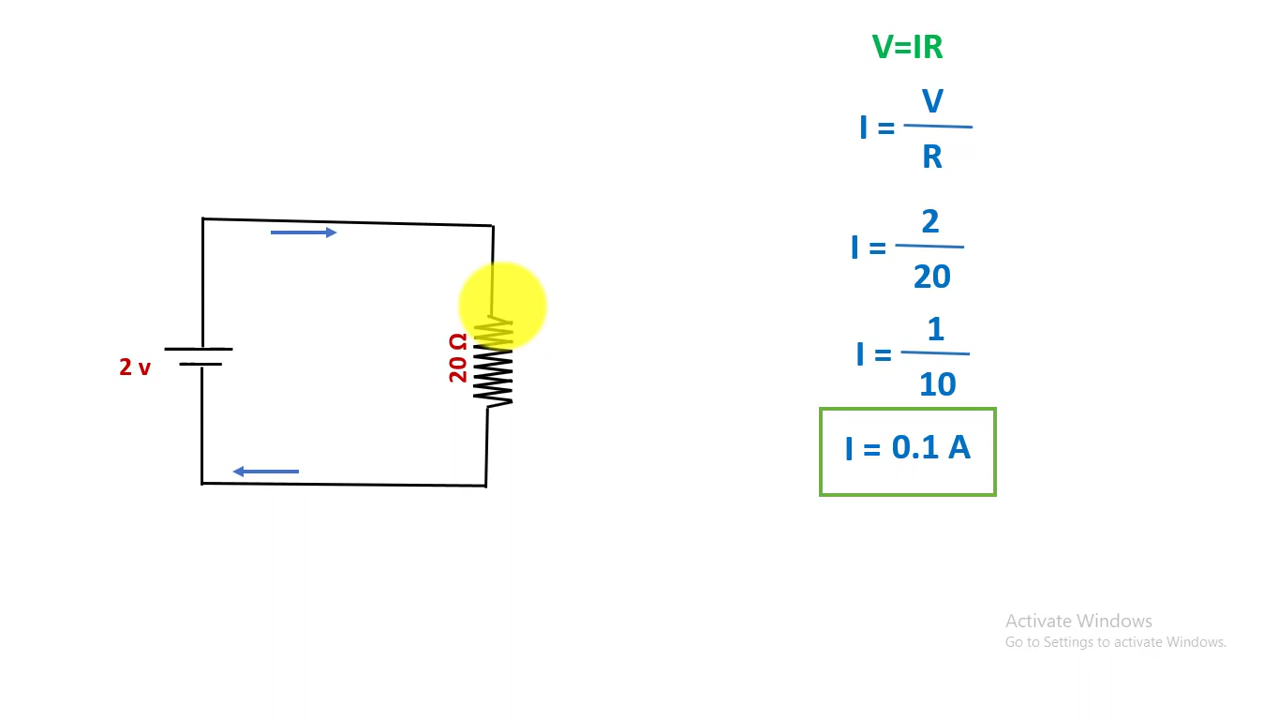 V=IR
I = V
R
I = 2
20
I = 1
10
I = 0.1 A
2 v
20 Ω
Activate Windows
Go to Settings to activate Windows.